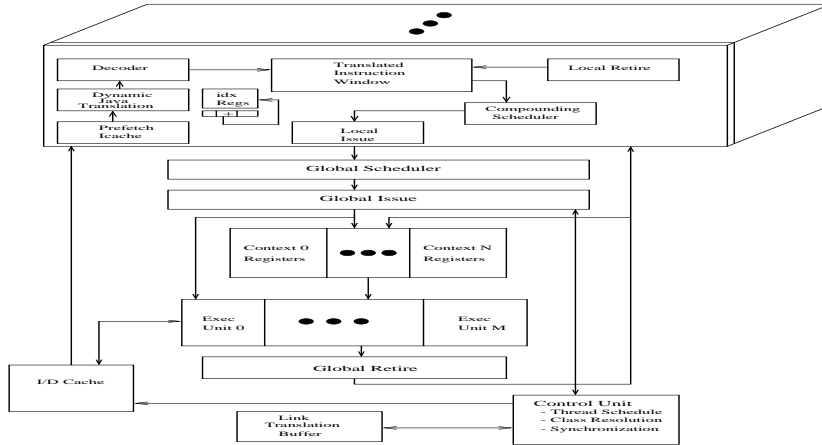 Decoder
Translated
Instruction
Window
Local Retire
Dynamic
Java
Translation
idx
Regs
+
Compounding
Scheduler
Prefetch
Icache
Local
Issue
Global Scheduler
Global Issue
Context 0
Registers
Context N
Registers
Exec
Unit 0
Exec
Unit M
Global Retire
I/D Cache
Control Unit
- Thread Schedule
- Class Resolution
- Synchronization
Link
Translation
Buffer